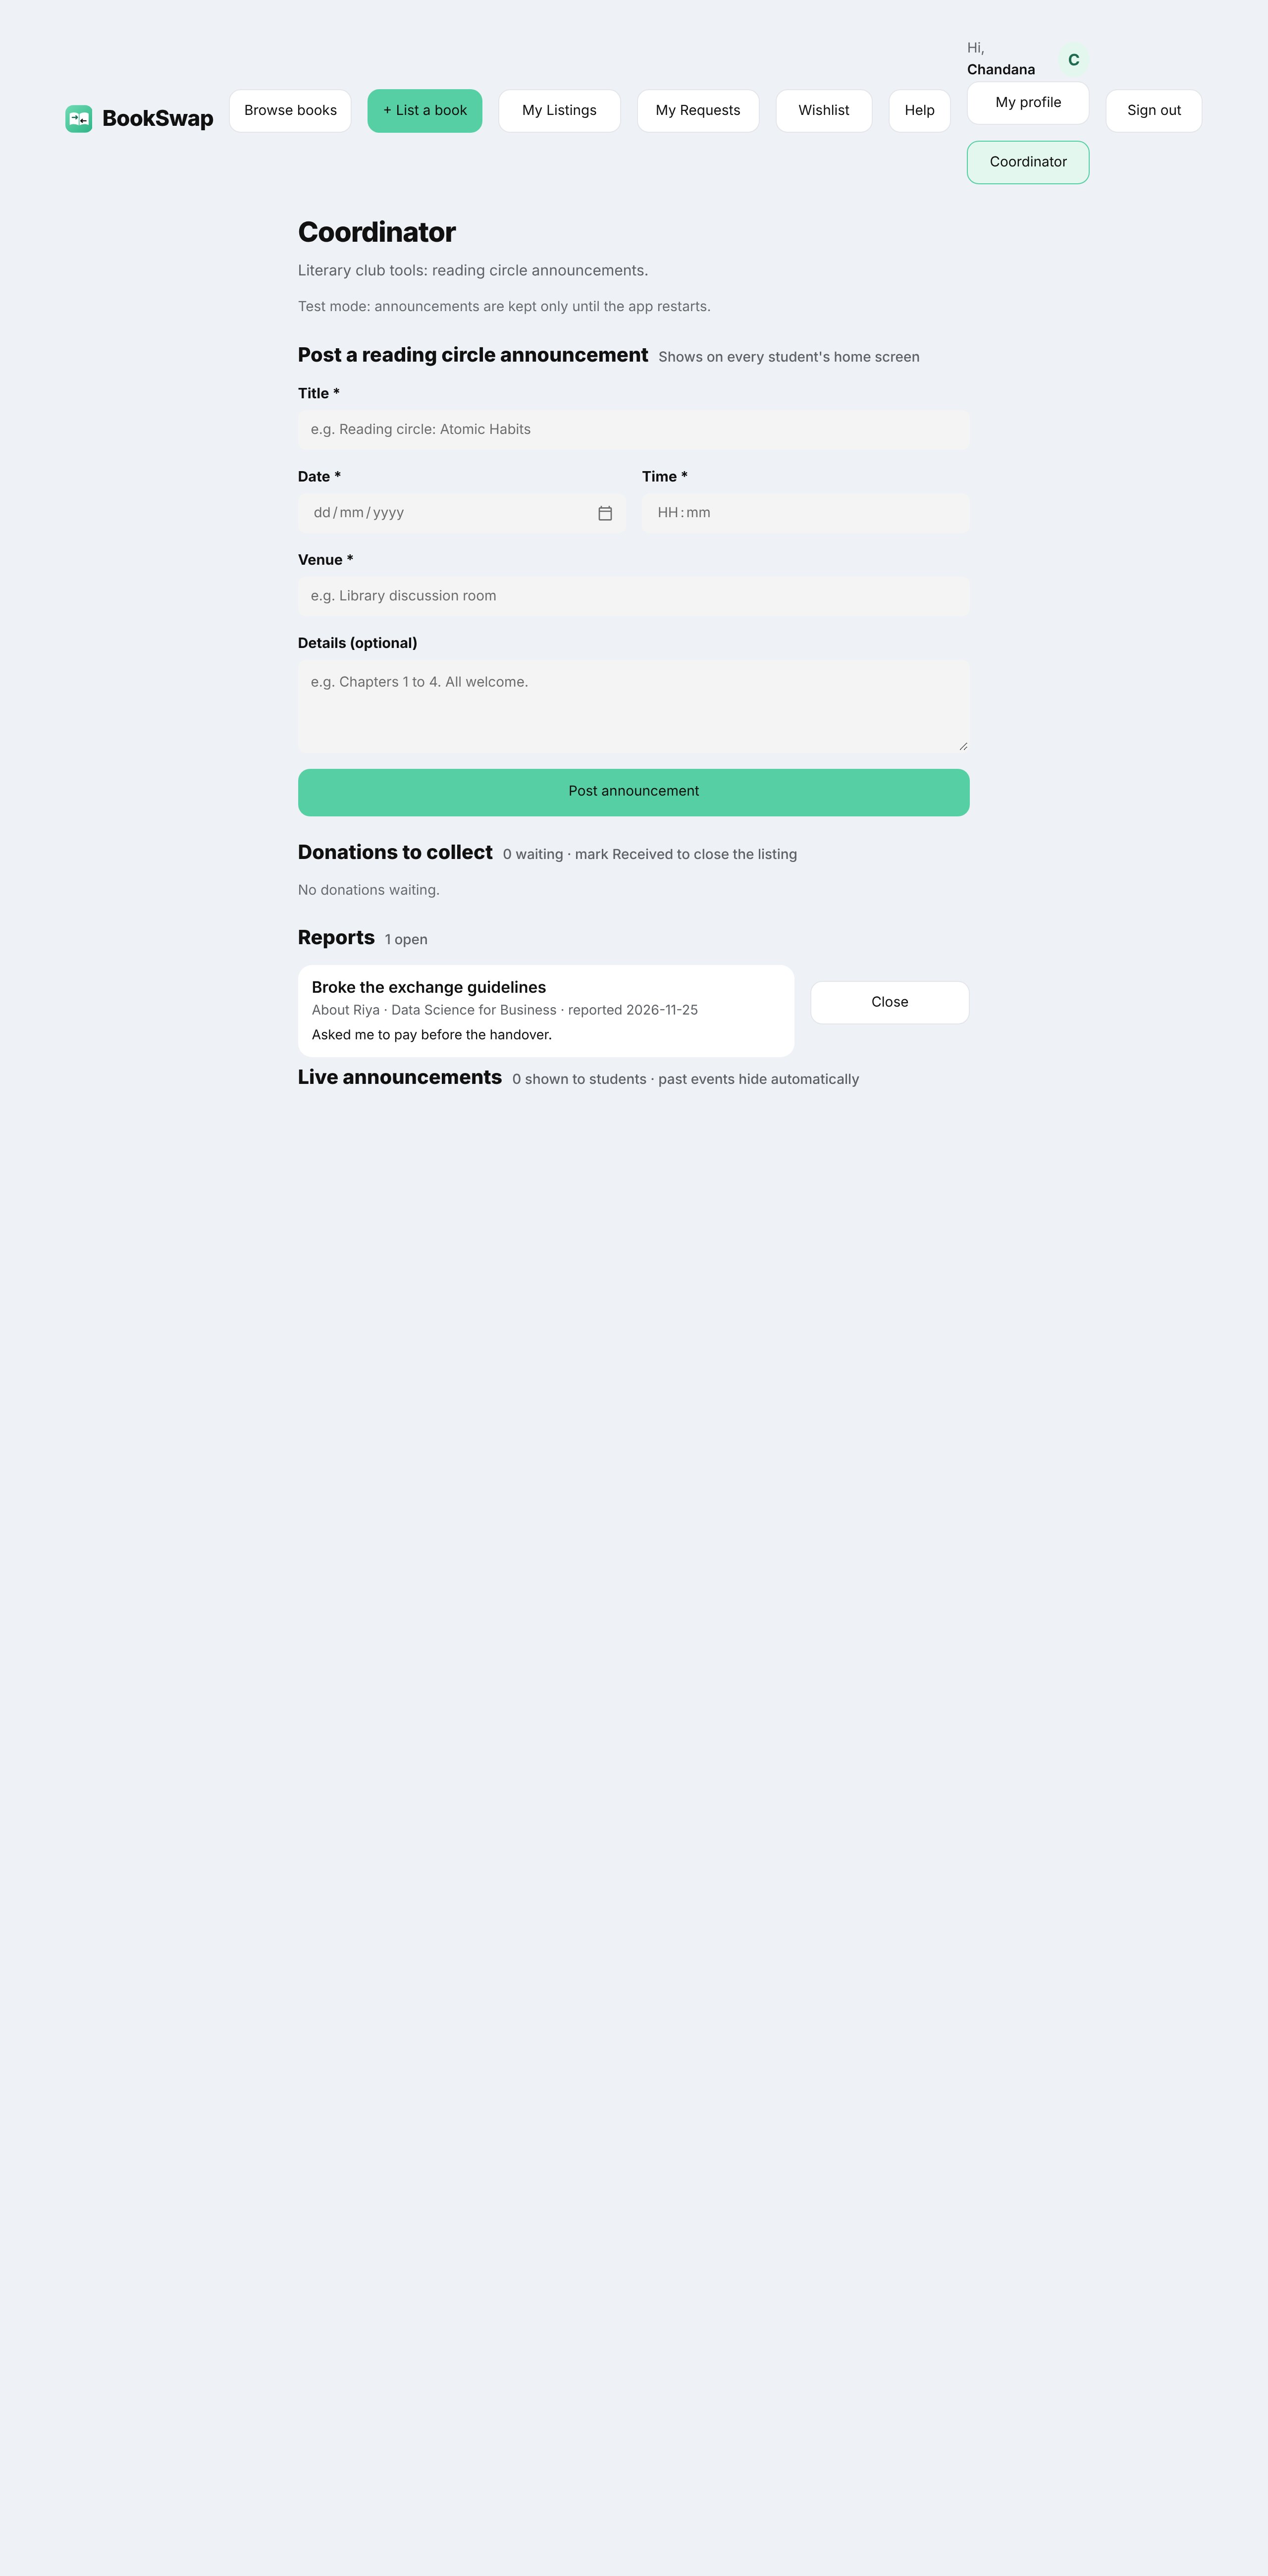 Hi,
Chandana
C
BookSwap
Browse books
+ List a book
My Listings
My Requests
Wishlist
Help
My profile
Sign out
Coordinator
Coordinator
Literary club tools: reading circle announcements.
Test mode: announcements are kept only until the app restarts.
Post a reading circle announcement Shows on every student's home screen
Title *
e.g. Reading circle: Atomic Habits
Date *
Time *
dd/mm/yyyy
HH:mm
Venue *
e.g. Library discussion room
Details (optional)
e.g. Chapters 1 to 4. All welcome.
Post announcement
Donations to collect 0 waiting · mark Received to close the listing
No donations waiting.
Reports 1 open
Broke the exchange guidelines
About Riya · Data Science for Business · reported 2026-11-25
Asked me to pay before the handover.
Close
Live announcements 0 shown to students · past events hide automatically